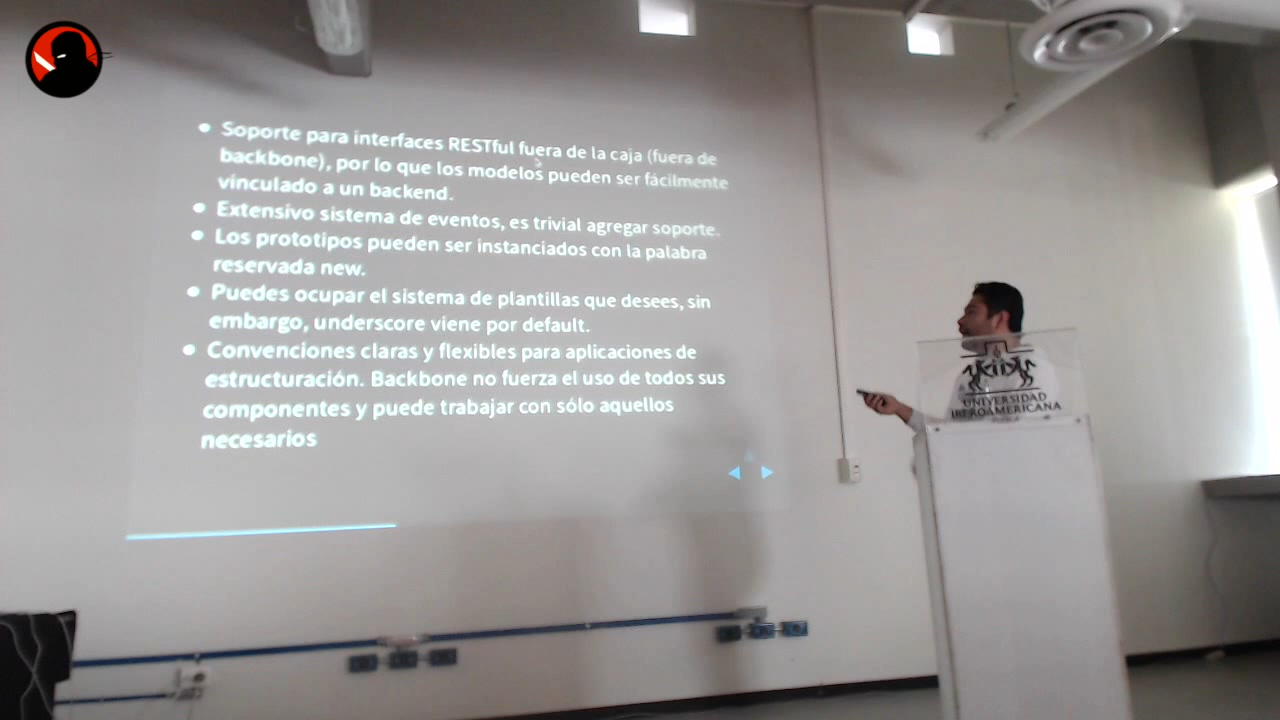 Soporte para interfaces RESTful fuera de la caja (fuera de
backbone), por lo que los modelos pueden ser fácilmente
vinculado a un backend.
Extensivo sistema de eventos, es trivial agregar soporte.
Los prototipos pueden ser instanciados con la palabra
reservada new.
Puedes ocupar el sistema de plantillas que desees, sin
embargo, underscore viene por default.
Convenciones claras y flexibles para aplicaciones de
estructuración. Backbone no fuerza el uso de todos sus
componentes y puede trabajar con sólo aquellos
necesarios
UNIVERSIDAD
IBEROAMERICANA